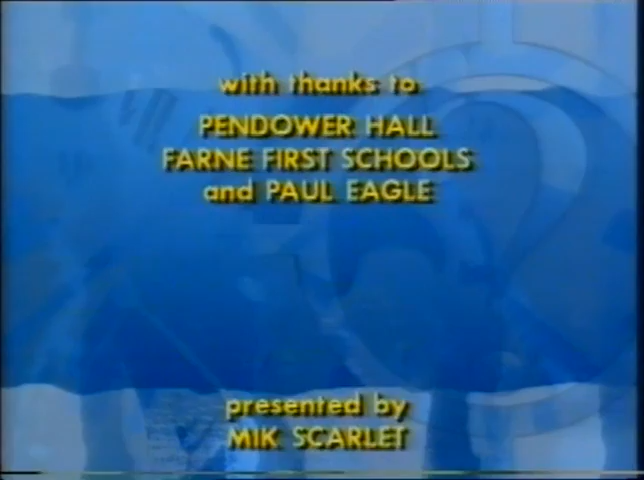 with thanks to
PENDOWER HALL
FARNE FIRST SCHOOLS
and PAUL EAGLE
presented by
MIK SCARLET